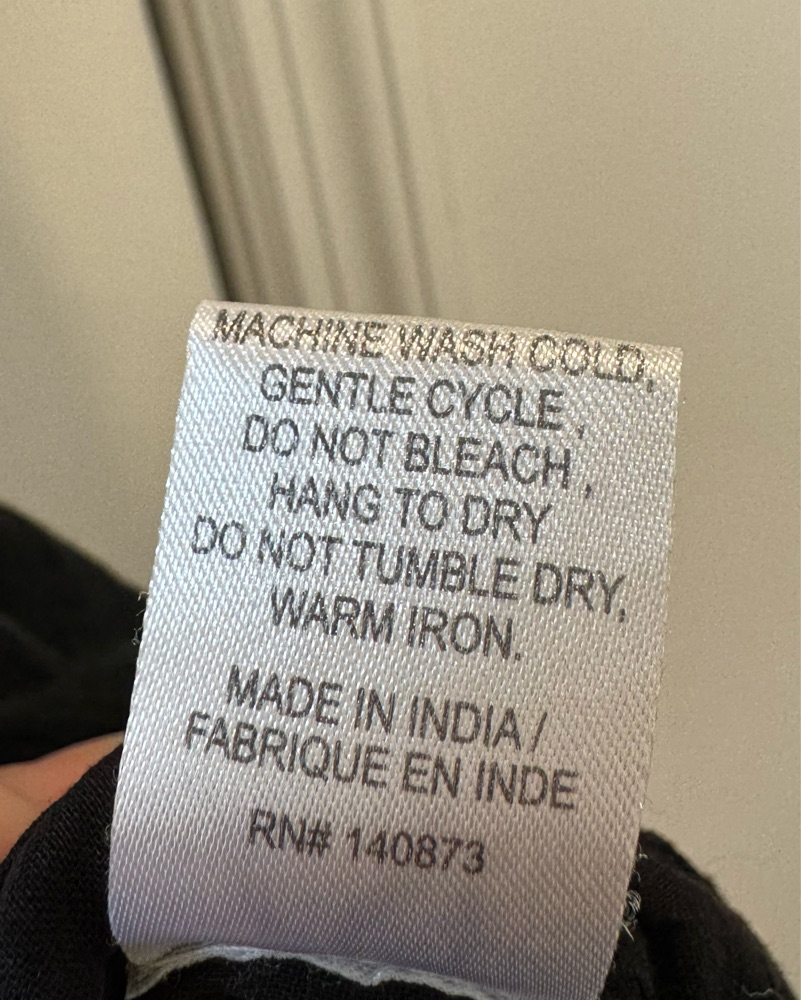 MACHINE WASH COLD,
GENTLE CYCLE ,
DO NOT BLEACH ,
HANG TO DRY
DO NOT TUMBLE DRY,
WARM IRON.
MADE IN INDIA /
FABRIQUE EN INDE
RN# 140873